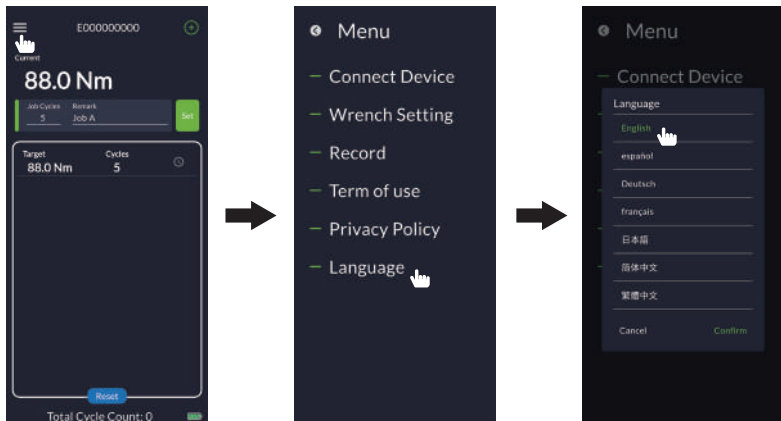 E000000000
Current
88.0 Nm
Job Cycles Remark
5 Job A
Set
Target Cycles
88.0 Nm 5
Reset
Total Cycle Count: 0
Menu
Connect Device
Wrench Setting
Record
Term of use
Privacy Policy
Language
Menu
Connect Device
Language
English
español
Deutsch
français
日本語
简体中文
繁體中文
Cancel Confirm